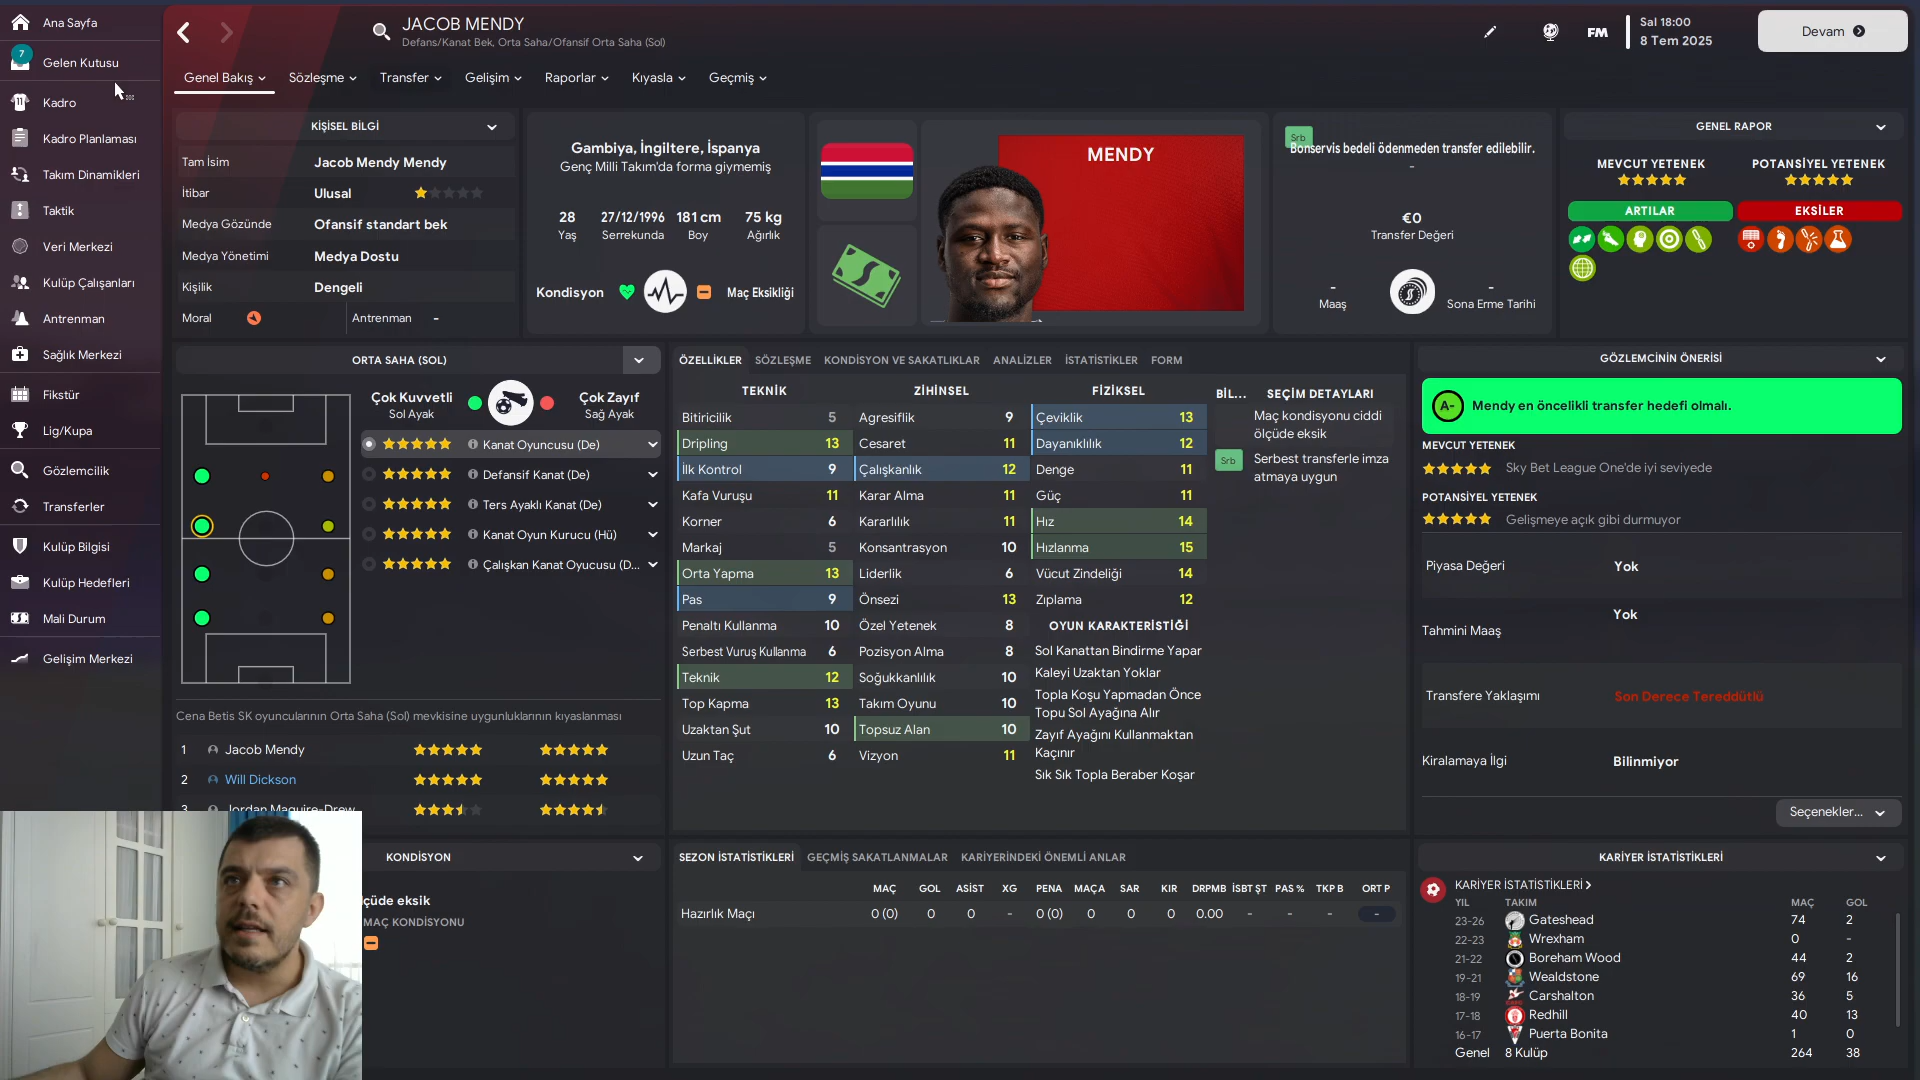 Ana Sayfa
7
Gelen Kutusu
Kadro
Kadro Planlaması
Takım Dinamikleri
Taktik
Veri Merkezi
Kulüp Çalışanları
Antrenman
Sağlık Merkezi
Fikstür
Lig/Kupa
Gözlemcilik
Transferler
Kulüp Bilgisi
Kulüp Hedefleri
Mali Durum
Gelişim Merkezi
JACOB MENDY
Defans/Kanat Bek, Orta Saha/Ofansif Orta Saha (Sol)
FM
Sal 18:00
8 Tem 2025
Devam
Genel Bakış
Sözleşme
Transfer
Gelişim
Raporlar
Kıyasla
Geçmiş
KİŞİSEL BİLGİ
Tam İsim Jacob Mendy Mendy
İtibar Ulusal
Medya Gözünde Ofansif standart bek
Medya Yönetimi Medya Dostu
Kişilik Dengeli
Moral Antrenman -
Gambiya, İngiltere, İspanya
Genç Milli Takım'da forma giymemiş
28 27/12/1996 181 cm 75 kg
Yaş Serrekunda Boy Ağırlık
Kondisyon Maç Eksikliği
MENDY
Srb
Bonservis bedeli ödenmeden transfer edilebilir.
-
€0
Transfer Değeri
- -
Maaş Sona Erme Tarihi
GENEL RAPOR
MEVCUT YETENEK POTANSİYEL YETENEK
ARTILAR EKSİLER
ORTA SAHA (SOL)
Çok Kuvvetli Çok Zayıf
Sol Ayak Sağ Ayak
Kanat Oyuncusu (De)
Defansif Kanat (De)
Ters Ayaklı Kanat (De)
Kanat Oyun Kurucu (Hü)
Çalışkan Kanat Oyucusu (D...
Cena Betis SK oyuncularının Orta Saha (Sol) mevkisine uygunluklarının kıyaslanması
1 Jacob Mendy
2 Will Dickson
3 Jordan Maguire-Drew
KONDİSYON
lçüde eksik
MAÇ KONDİSYONU
ÖZELLİKLER SÖZLEŞME KONDİSYON VE SAKATLIKLAR ANALİZLER İSTATİSTİKLER FORM
TEKNİK
Bitiricilik 5
Dripling 13
İlk Kontrol 9
Kafa Vuruşu 11
Korner 6
Markaj 5
Orta Yapma 13
Pas 9
Penaltı Kullanma 10
Serbest Vuruş Kullanma 6
Teknik 12
Top Kapma 13
Uzaktan Şut 10
Uzun Taç 6
ZİHİNSEL
Agresiflik 9
Cesaret 11
Çalışkanlık 12
Karar Alma 11
Kararlılık 11
Konsantrasyon 10
Liderlik 6
Önsezi 13
Özel Yetenek 8
Pozisyon Alma 8
Soğukkanlılık 10
Takım Oyunu 10
Topsuz Alan 10
Vizyon 11
FİZİKSEL
Çeviklik 13
Dayanıklılık 12
Denge 11
Güç 11
Hız 14
Hızlanma 15
Vücut Zindeliği 14
Zıplama 12
OYUN KARAKTERİSTİĞİ
Sol Kanattan Bindirme Yapar
Kaleyi Uzaktan Yoklar
Topla Koşu Yapmadan Önce
Topu Sol Ayağına Alır
Zayıf Ayağını Kullanmaktan
Kaçınır
Sık Sık Topla Beraber Koşar
BİL... SEÇİM DETAYLARI
Maç kondisyonu ciddi
ölçüde eksik
Srb Serbest transferle imza
atmaya uygun
GÖZLEMCİNİN ÖNERİSİ
A- Mendy en öncelikli transfer hedefi olmalı.
MEVCUT YETENEK
Sky Bet League One'de iyi seviyede
POTANSİYEL YETENEK
Gelişmeye açık gibi durmuyor
Piyasa Değeri Yok
Tahmini Maaş Yok
Transfere Yaklaşımı Son Derece Tereddütlü
Kiralamaya İlgi Bilinmiyor
Seçenekler...
SEZON İSTATİSTİKLERİ GEÇMİŞ SAKATLANMALAR KARİYERİNDEKİ ÖNEMLİ ANLAR
MAÇ GOL ASİST XG PENA MAÇA SAR KIR DRPMB İSBT ŞT PAS % TKP B ORT P
Hazırlık Maçı 0 (0) 0 0 - 0 (0) 0 0 0 0.00 - - - -
KARİYER İSTATİSTİKLERİ
KARİYER İSTATİSTİKLERİ
YIL TAKIM MAÇ GOL
23-26 Gateshead 74 2
22-23 Wrexham 0 -
21-22 Boreham Wood 44 2
19-21 Wealdstone 69 16
18-19 Carshalton 36 5
17-18 Redhill 40 13
16-17 Puerta Bonita 1 0
Genel 8 Kulüp 264 38